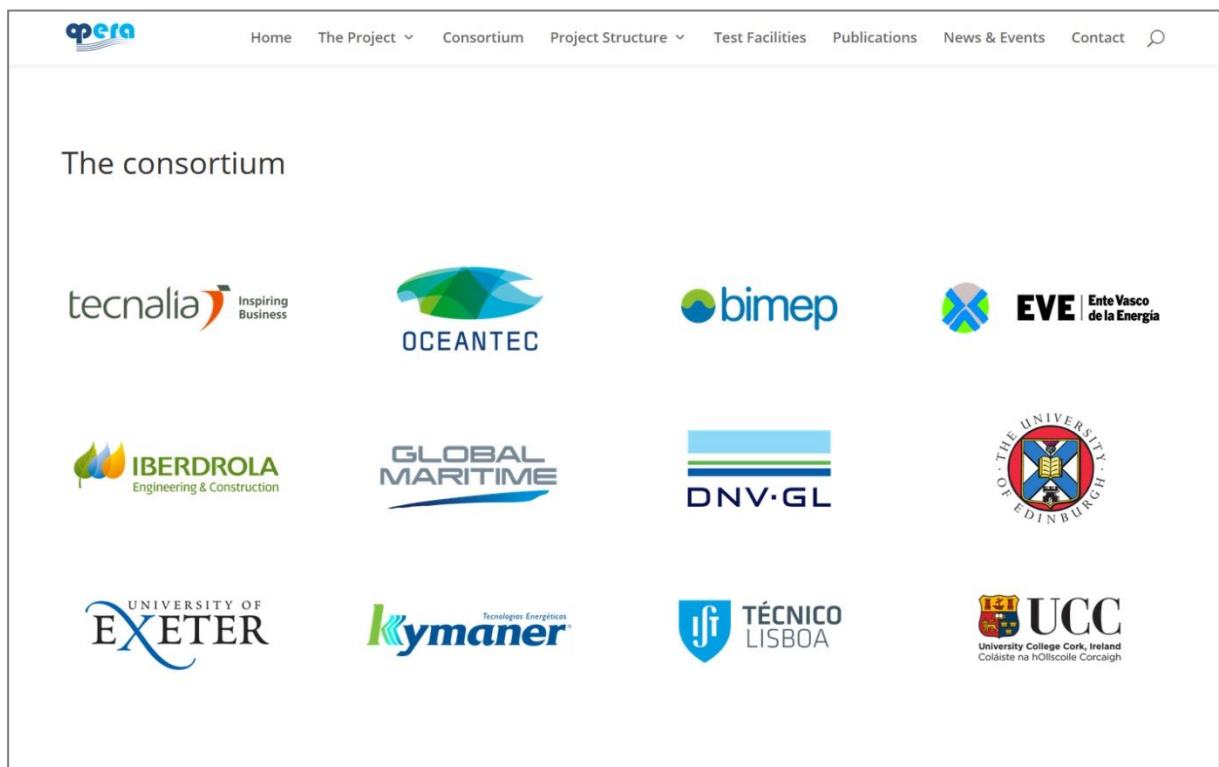 opera
Home The Project Consortium Project Structure Test Facilities Publications News & Events Contact
The consortium
tecnalia Inspiring
Business
OCEANTEC
bimep
EVE Ente Vasco
de la Energía
IBERDROLA
Engineering & Construction
GLOBAL
MARITIME
DNV·GL
THE UNIVERSITY
OF EDINBURGH
UNIVERSITY OF
EXETER
Tecnologias Energéticas
kymaner®
IST TÉCNICO
LISBOA
UCC
University College Cork, Ireland
Coláiste na hOllscoile Corcaigh